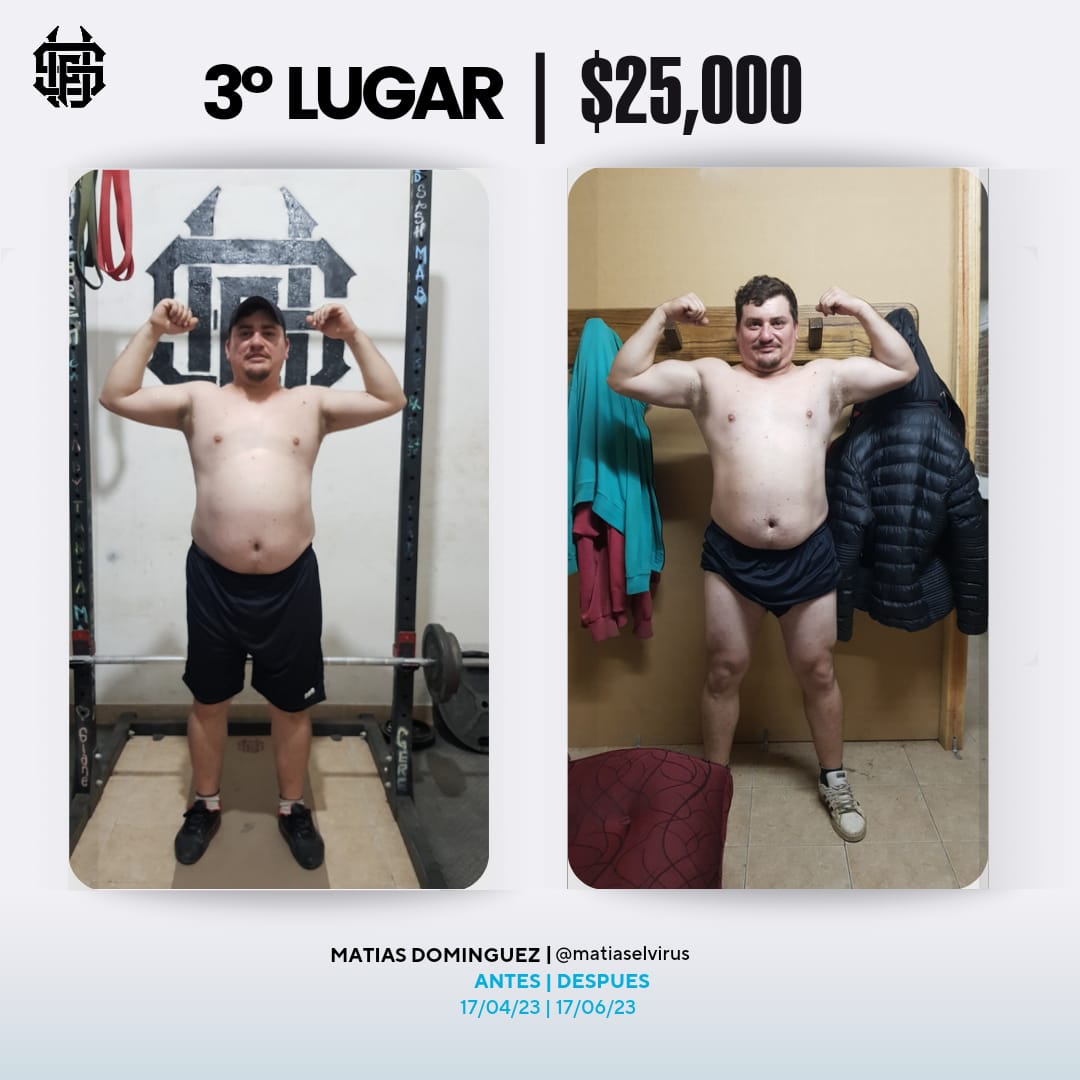 3º LUGAR | $25,000
MATIAS DOMINGUEZ | @matiaselvirus
ANTES | DESPUES
17/04/23 | 17/06/23